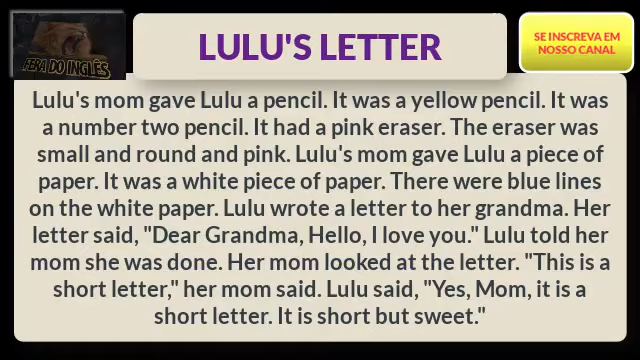 FERA DO INGLÊS
LULU'S LETTER
SE INSCREVA EM
NOSSO CANAL
Lulu's mom gave Lulu a pencil. It was a yellow pencil. It was
a number two pencil. It had a pink eraser. The eraser was
small and round and pink. Lulu's mom gave Lulu a piece of
paper. It was a white piece of paper. There were blue lines
on the white paper. Lulu wrote a letter to her grandma. Her
letter said, "Dear Grandma, Hello, I love you." Lulu told her
mom she was done. Her mom looked at the letter. "This is a
short letter," her mom said. Lulu said, "Yes, Mom, it is a
short letter. It is short but sweet."